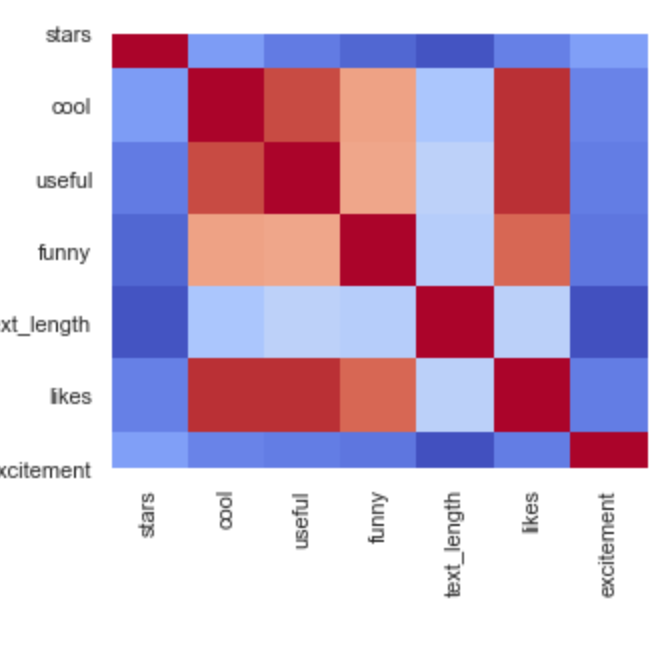 stars
cool
useful
funny
xt_length
likes
xcitement
stars
cool
useful
funny
text_length
likes
excitement